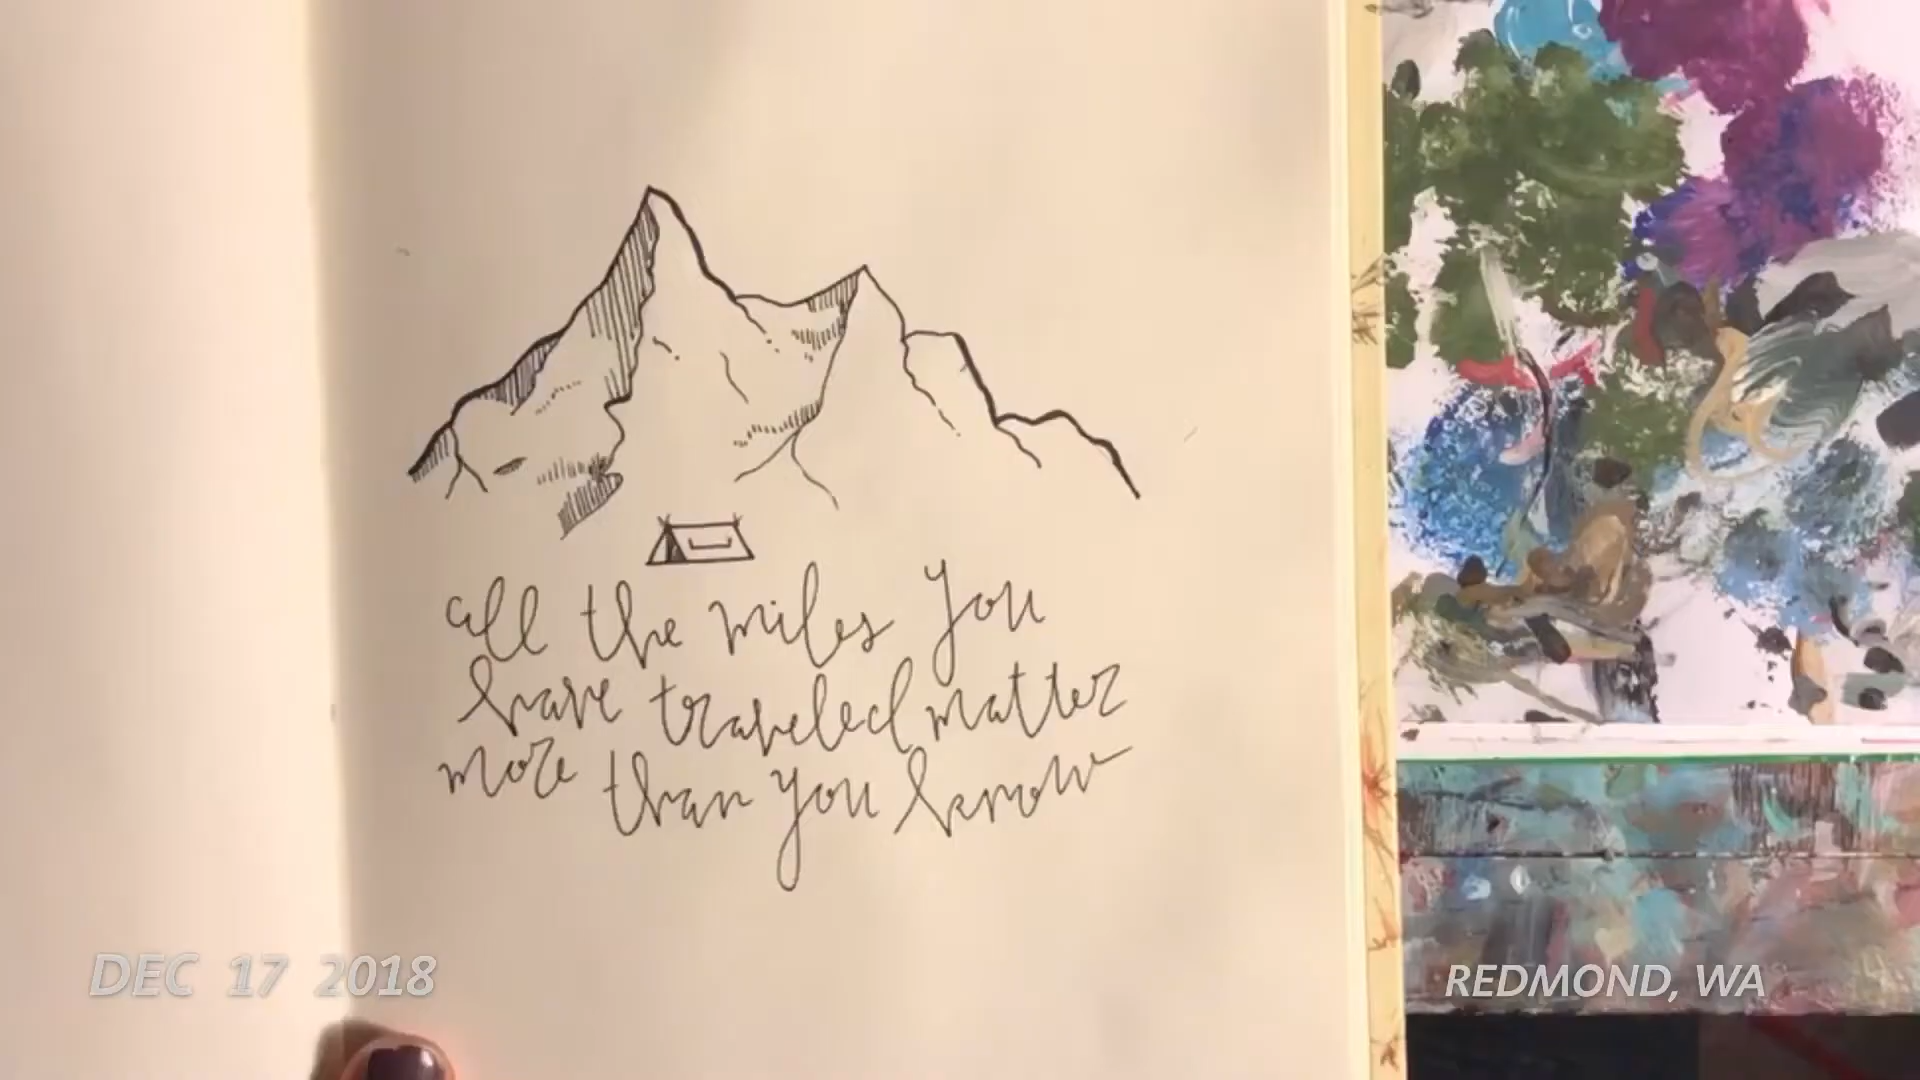 all the miles you
have traveled matter
more than you know
DEC 17 2018
REDMOND, WA